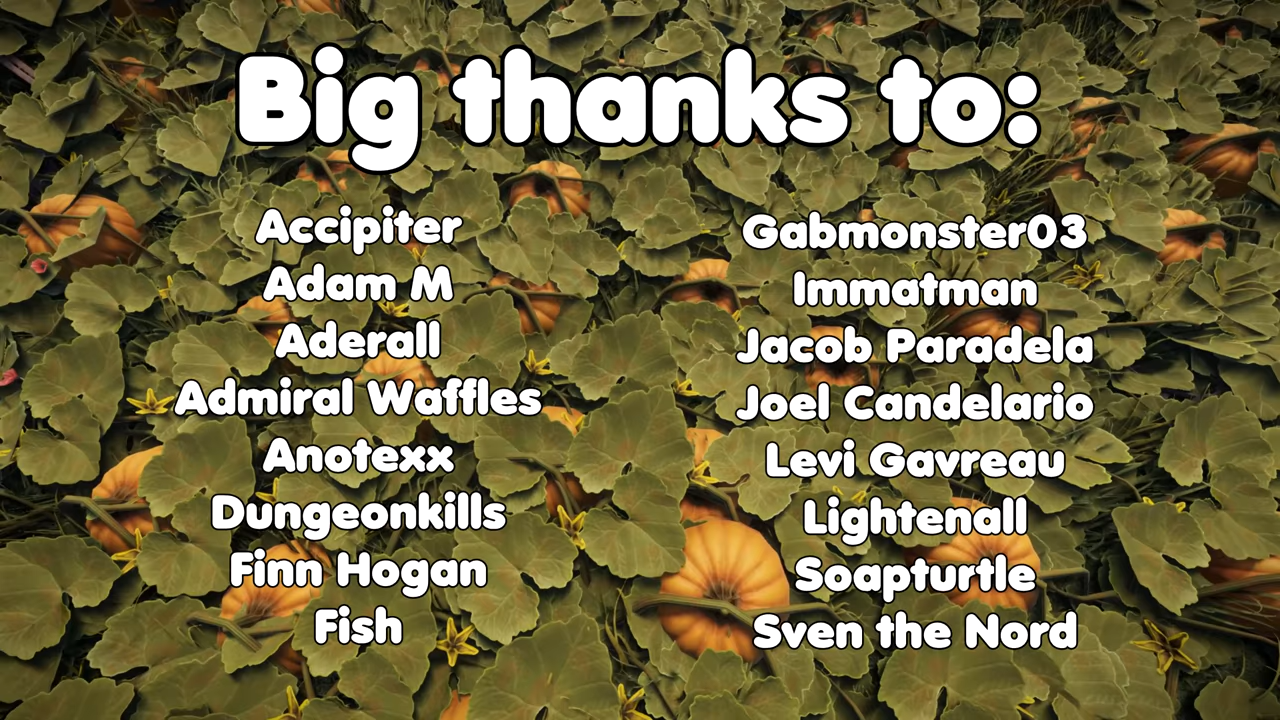 Big thanks to:
Accipiter
Adam M
Aderall
Admiral Waffles
Anotexx
Dungeonkills
Finn Hogan
Fish
Gabmonster03
Immatman
Jacob Paradela
Joel Candelario
Levi Gavreau
Lightenall
Soapturtle
Sven the Nord